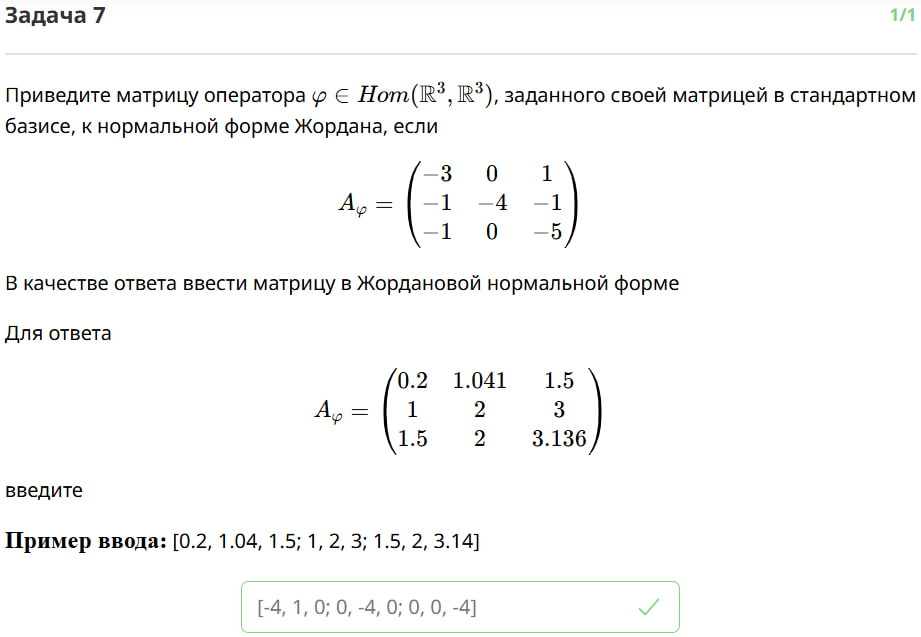 Задача 7
1/1
Приведите матрицу оператора φ ∈ Hom(ℝ³, ℝ³), заданного своей матрицей в стандартном
базисе, к нормальной форме Жордана, если
−3 0 1
A_φ = −1 −4 −1
−1 0 −5
В качестве ответа ввести матрицу в Жордановой нормальной форме
Для ответа
0.2 1.041 1.5
A_φ = 1 2 3
1.5 2 3.136
введите
Пример ввода: [0.2, 1.04, 1.5; 1, 2, 3; 1.5, 2, 3.14]
[-4, 1, 0; 0, -4, 0; 0, 0, -4]